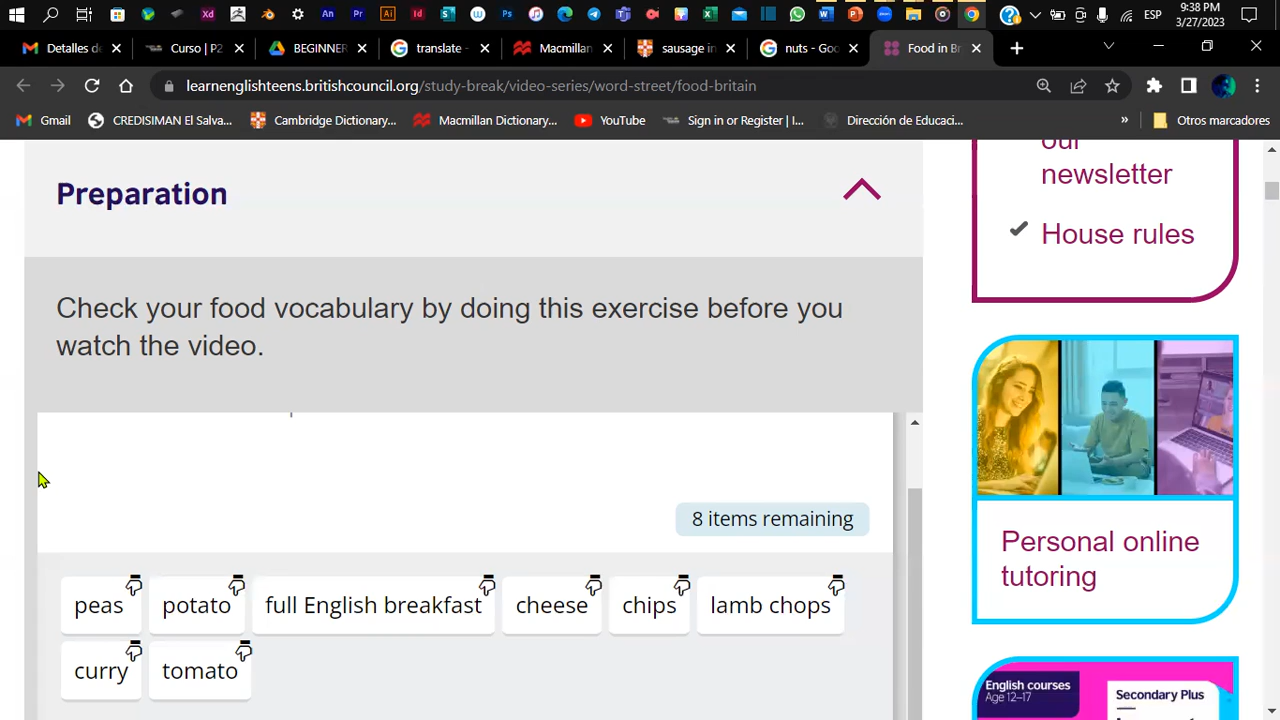 9:38 PM
ESP
3/27/2023
Detalles de
Curso | P2
BEGINNER
translate -
Macmillan
sausage in
nuts - Goo
Food in Br
learnenglishteens.britishcouncil.org/study-break/video-series/word-street/food-britain
Gmail
CREDISIMAN El Salva...
Cambridge Dictionary...
Macmillan Dictionary...
YouTube
Sign in or Register | I...
Dirección de Educaci...
»
Otros marcadores
Preparation
Check your food vocabulary by doing this exercise before you
watch the video.
8 items remaining
peas
potato
full English breakfast
cheese
chips
lamb chops
curry
tomato
our
newsletter
House rules
Personal online
tutoring
English courses
Age 12–17
Secondary Plus